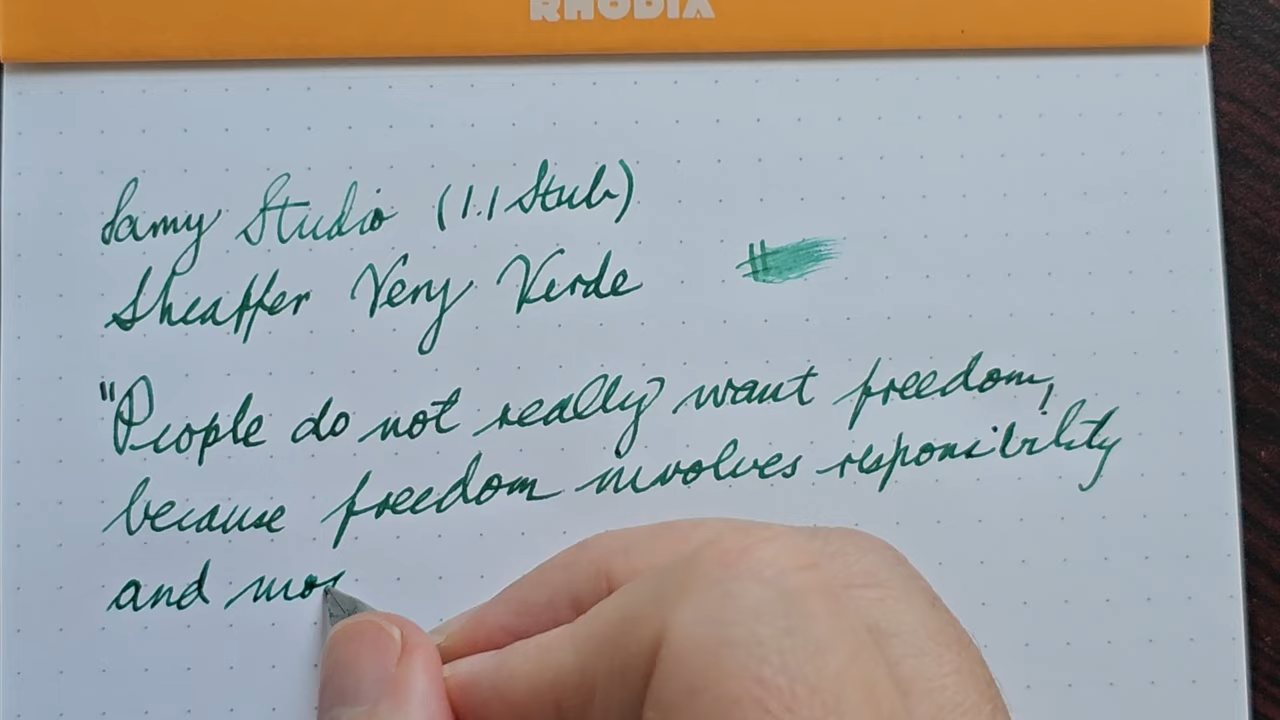 RHODIA
Lamy Studio (1.1 Stub)
Sheaffer Very Verde
"People do not really want freedom,
because freedom involves responsibility
and mos